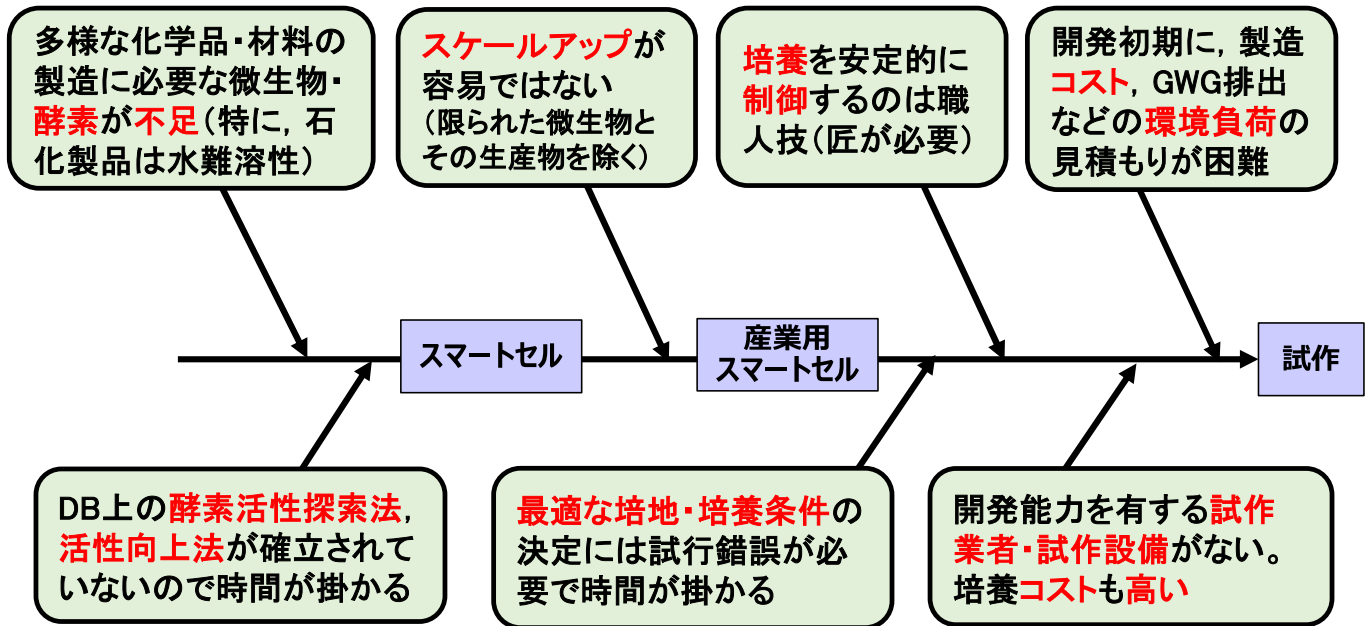 多様な化学品・材料の
製造に必要な微生物・
酵素が不足(特に，石
化製品は水難溶性)
スケールアップが
容易ではない
(限られた微生物と
その生産物を除く)
培養を安定的に
制御するのは職
人技(匠が必要)
開発初期に，製造
コスト，GWG排出
などの環境負荷の
見積もりが困難
スマートセル
産業用
スマートセル
試作
DB上の酵素活性探索法，
活性向上法が確立されて
いないので時間が掛かる
最適な培地・培養条件の
決定には試行錯誤が必
要で時間が掛かる
開発能力を有する試作
業者・試作設備がない。
培養コストも高い